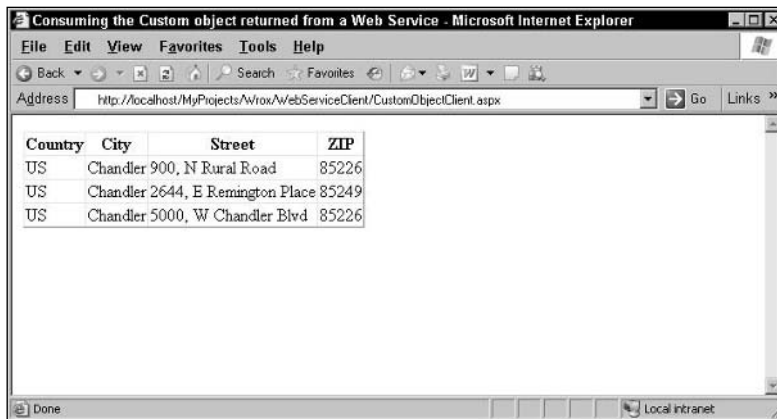 Consuming the Custom object returned from a Web Service - Microsoft Internet Explorer
File Edit View Favorites Tools Help
Back Search Favorites
Address http://localhost/MyProjects/Wrox/WebServiceClient/CustomObjectClient.aspx Go Links »
Country City Street ZIP
US Chandler 900, N Rural Road 85226
US Chandler 2644, E Remington Place 85249
US Chandler 5000, W Chandler Blvd 85226
Done Local intranet